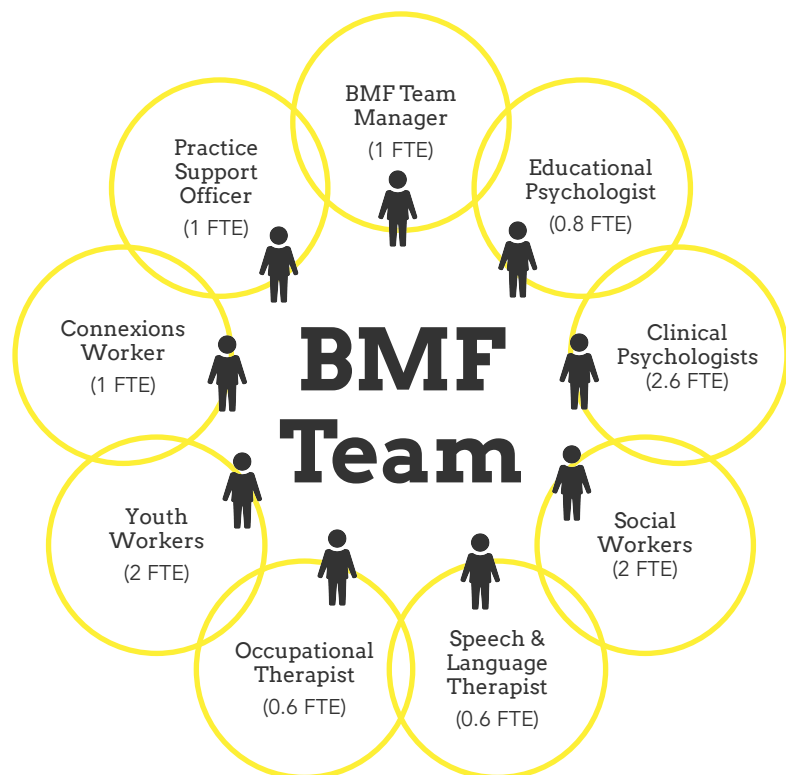 BMF Team
Manager
(1 FTE)
Educational
Psychologist
(0.8 FTE)
Clinical
Psychologists
(2.6 FTE)
Social
Workers
(2 FTE)
Speech &
Language
Therapist
(0.6 FTE)
Occupational
Therapist
(0.6 FTE)
Youth
Workers
(2 FTE)
Connexions
Worker
(1 FTE)
Practice
Support
Officer
(1 FTE)
BMF
Team